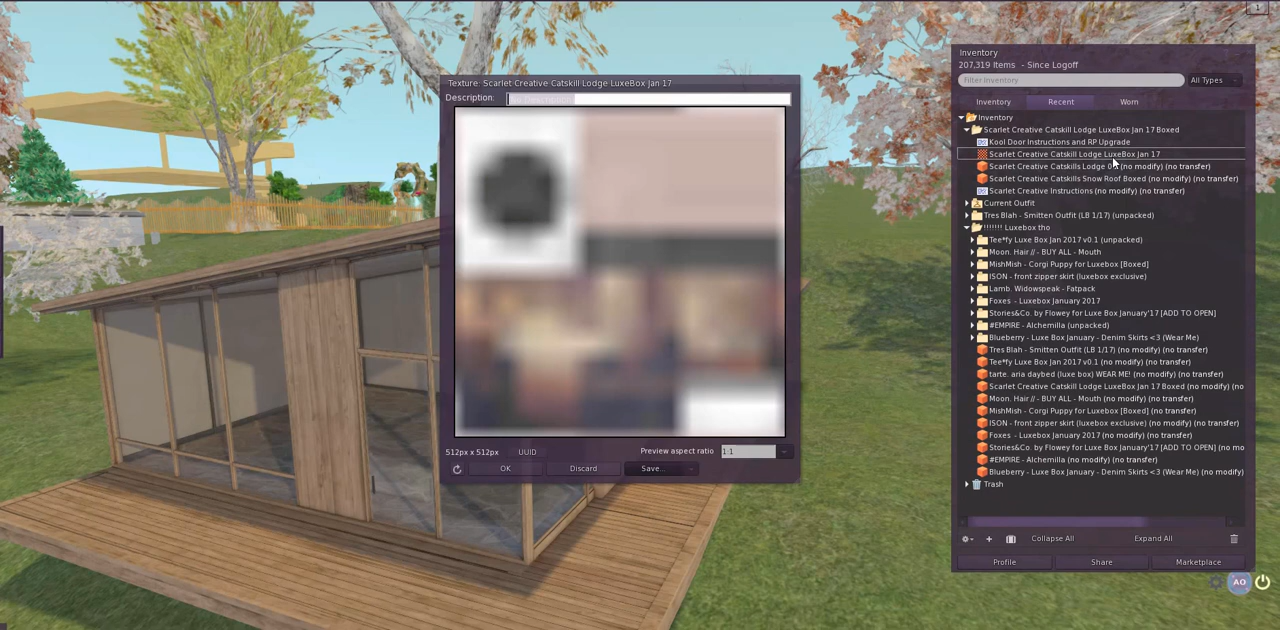 1
Texture: Scarlet Creative Catskill Lodge LuxeBox Jan 17
Description:
512px x 512px
UUID
Preview aspect ratio
1:1
OK
Discard
Save...
Inventory
207,319 Items - Since Logoff
Filter Inventory
All Types
Inventory
Recent
Worn
Inventory
Scarlet Creative Catskill Lodge LuxeBox Jan 17 Boxed
Kool Door Instructions and RP Upgrade
Scarlet Creative Catskill Lodge LuxeBox Jan 17
Scarlet Creative Catskills Lodge (no modify) (no transfer)
Scarlet Creative Catskills Snow Roof Boxed (no modify) (no transfer)
Scarlet Creative Instructions (no modify) (no transfer)
Current Outfit
Tres Blah - Smitten Outfit (LB 1/17) (unpacked)
!!!!!!! Luxebox tho
Tee*fy Luxe Box Jan 2017 v0.1 (unpacked)
Moon. Hair // - BUY ALL - Mouth
MishMish - Corgi Puppy for Luxebox [Boxed]
ISON - front zipper skirt (luxebox exclusive)
Lamb. Widowspeak - Fatpack
Foxes - Luxebox January 2017
Stories&Co. by Flowey for Luxe Box January'17 [ADD TO OPEN]
#EMPIRE - Alchemilla (unpacked)
Blueberry - Luxe Box January - Denim Skirts <3 (Wear Me)
Tres Blah - Smitten Outfit (LB 1/17) (no modify) (no transfer)
Tee*fy Luxe Box Jan 2017 v0.1 (no modify) (no transfer)
tarte. aria daybed (luxe box) WEAR ME! (no modify) (no transfer)
Scarlet Creative Catskill Lodge LuxeBox Jan 17 Boxed (no modify) (no
Moon. Hair // - BUY ALL - Mouth (no modify) (no transfer)
MishMish - Corgi Puppy for Luxebox [Boxed] (no modify) (no transfer)
ISON - front zipper skirt (luxebox exclusive) (no modify) (no transfer)
Foxes - Luxebox January 2017 (no modify) (no transfer)
Stories&Co. by Flowey for Luxe Box January'17 [ADD TO OPEN] (no mo
#EMPIRE - Alchemilla (no modify) (no transfer)
Blueberry - Luxe Box January - Denim Skirts <3 (Wear Me) (no modify)
Trash
Collapse All
Expand All
Profile
Share
Marketplace
AO